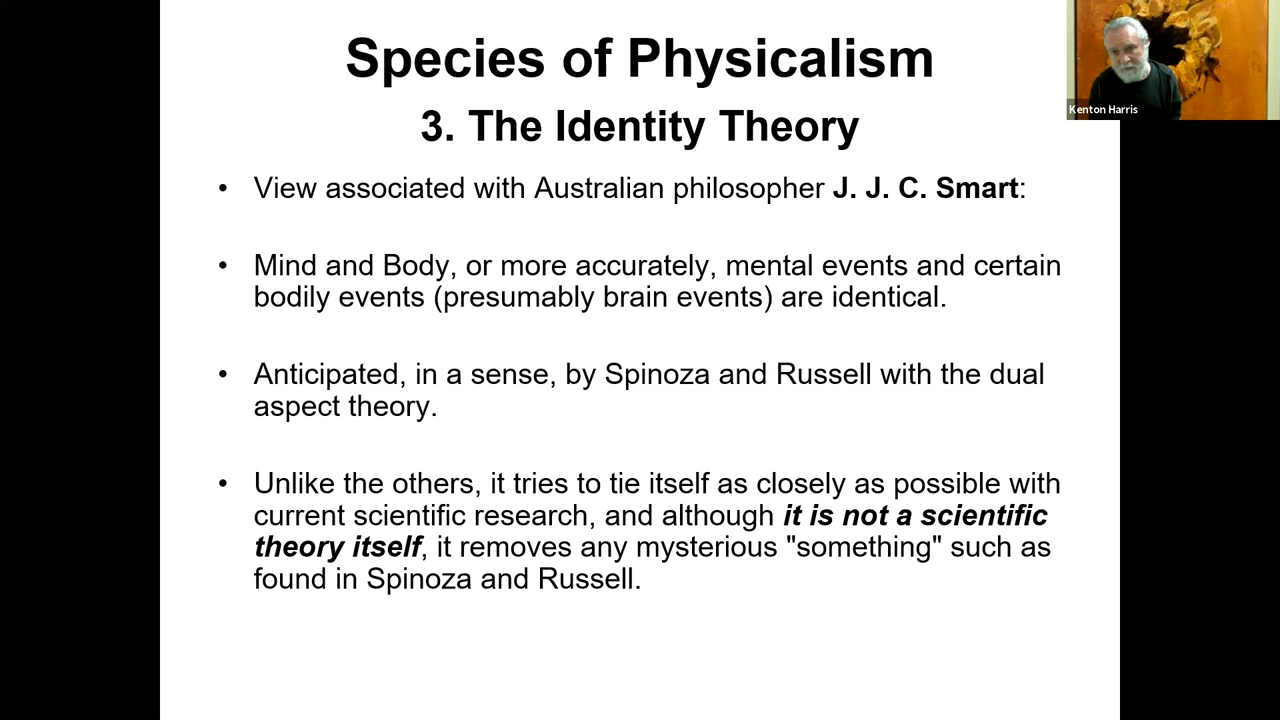 Species of Physicalism
Kenton Harris
3. The Identity Theory
• View associated with Australian philosopher J. J. C. Smart:
• Mind and Body, or more accurately, mental events and certain
bodily events (presumably brain events) are identical.
• Anticipated, in a sense, by Spinoza and Russell with the dual
aspect theory.
• Unlike the others, it tries to tie itself as closely as possible with
current scientific research, and although it is not a scientific
theory itself, it removes any mysterious "something" such as
found in Spinoza and Russell.